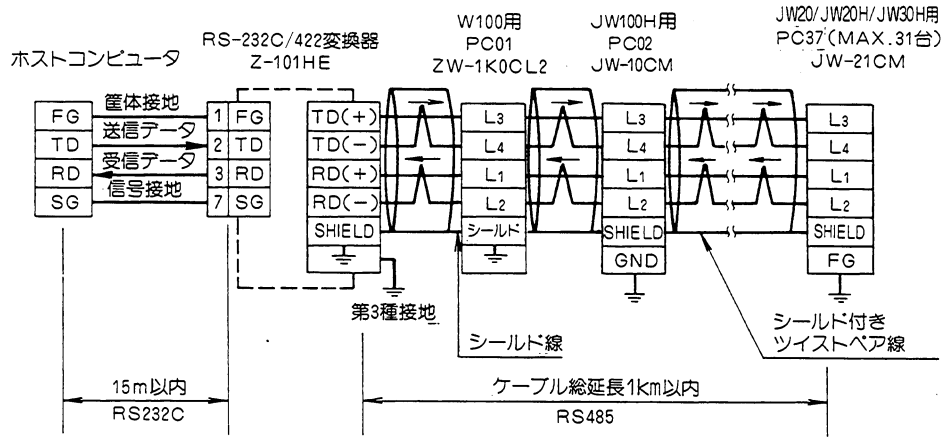 ホストコンピュータ
FG
TD
RD
SG
筐体接地
送信データ
受信データ
信号接地
RS-232C/422変換器
Z-101HE
1 FG
2 TD
3 RD
7 SG
TD(+)
TD(-)
RD(+)
RD(-)
SHIELD
第3種接地
W100用
PC01
ZW-1K0CL2
L3
L4
L1
L2
シールド
JW100H用
PC02
JW-10CM
L3
L4
L1
L2
SHIELD
GND
JW20/JW20H/JW30H用
PC37(MAX.31台)
JW-21CM
L3
L4
L1
L2
SHIELD
FG
シールド線
シールド付き
ツイストペア線
15m以内
RS232C
ケーブル総延長1km以内
RS485